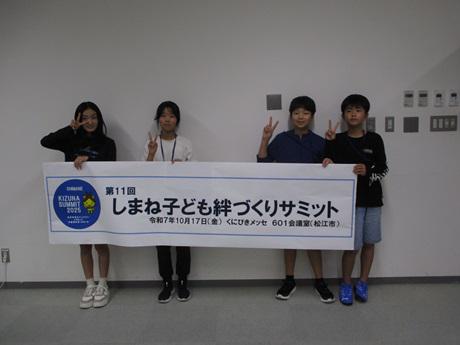 SHIMANE
KIZUNA
SUMMIT
2025
第11回
しまね子ども絆づくりサミット
令和7年10月17日(金) くにびきメッセ 601会議室(松江市)